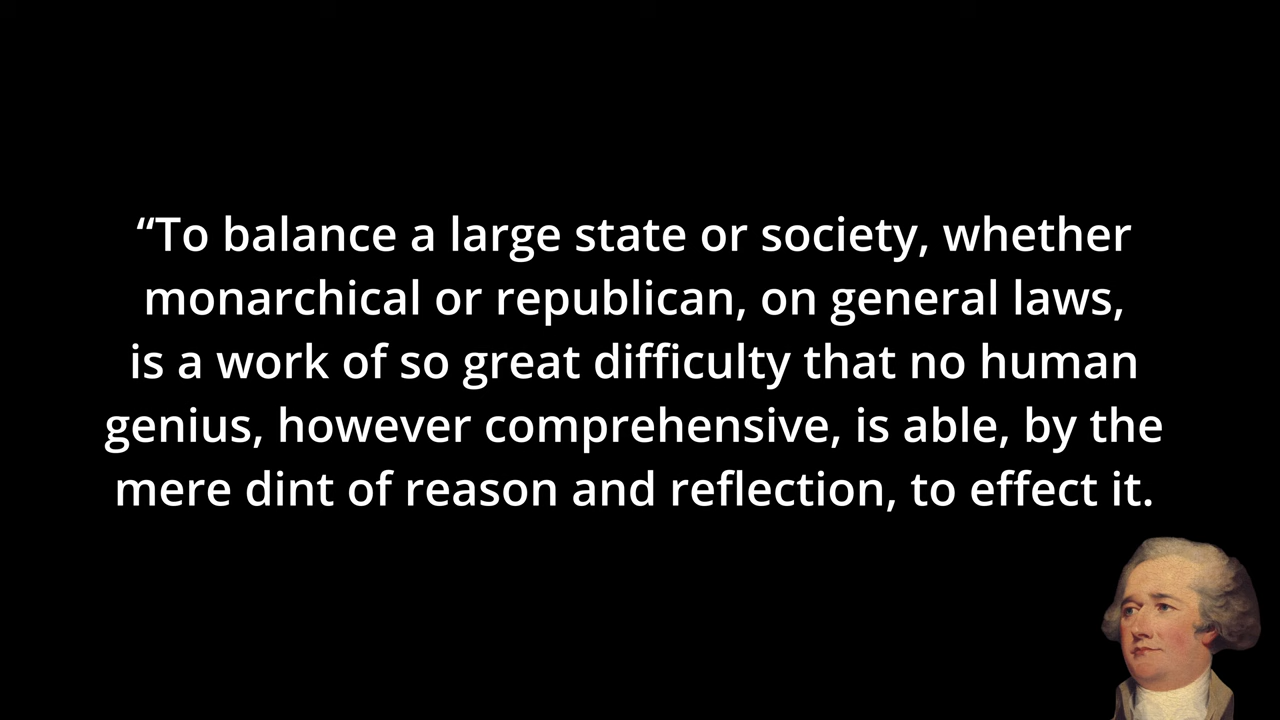 “To balance a large state or society, whether
monarchical or republican, on general laws,
is a work of so great difficulty that no human
genius, however comprehensive, is able, by the
mere dint of reason and reflection, to effect it.